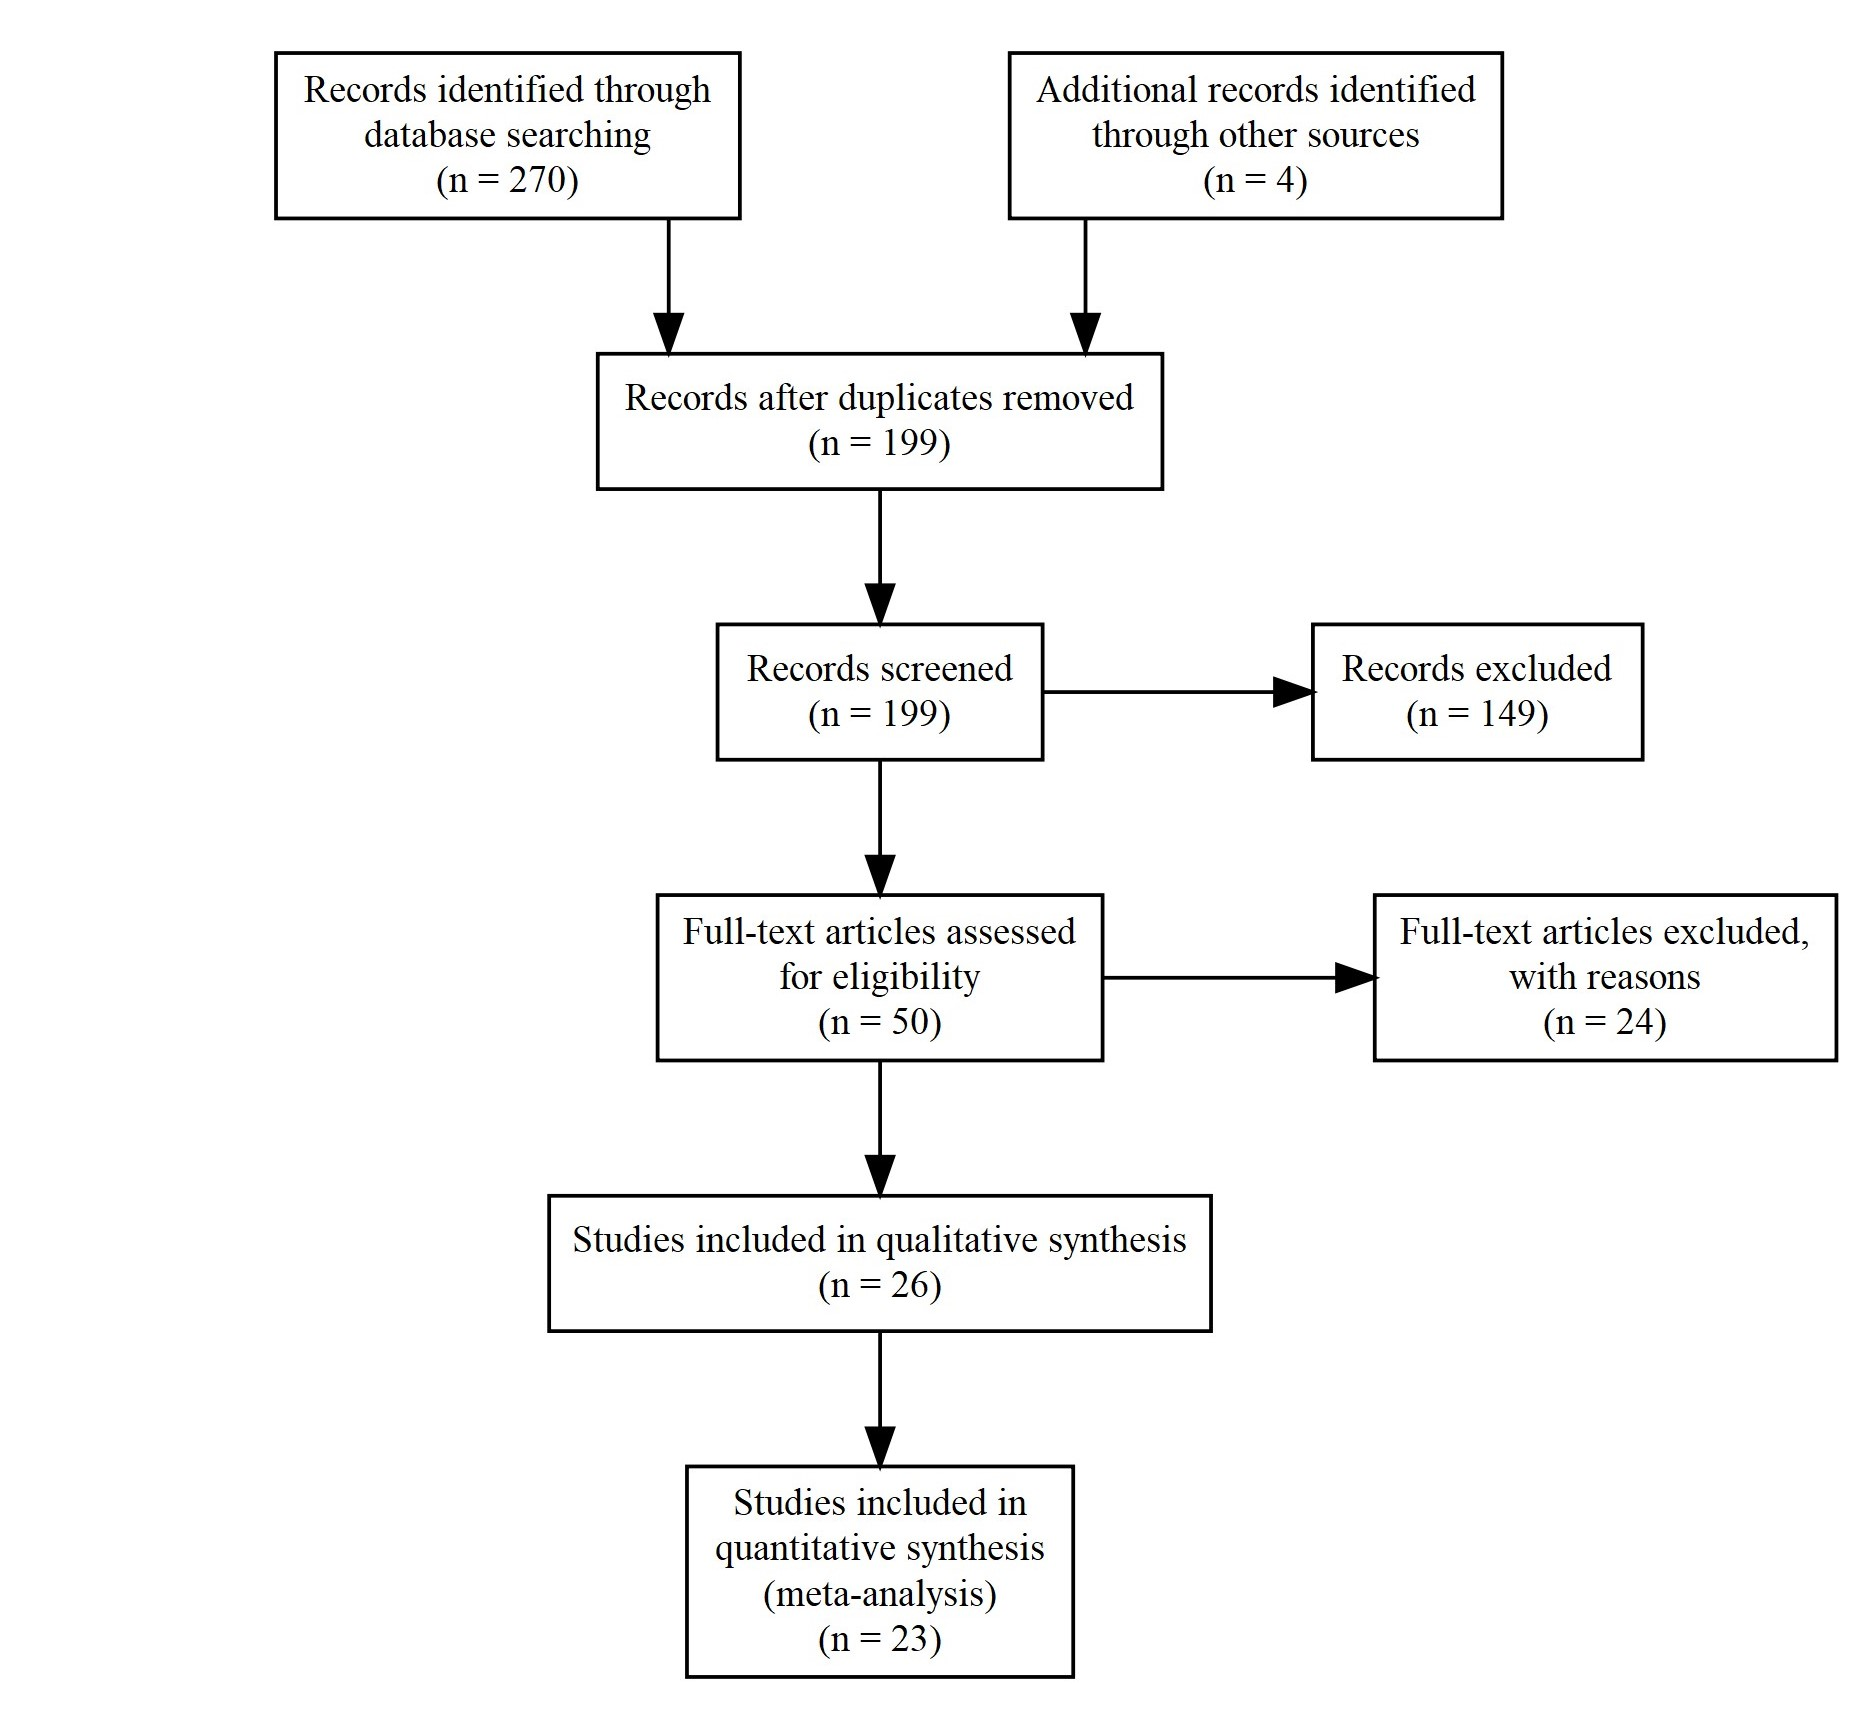 Records identified through
database searching
(n = 270)
Additional records identified
through other sources
(n = 4)
Records after duplicates removed
(n = 199)
Records screened
(n = 199)
Records excluded
(n = 149)
Full-text articles assessed
for eligibility
(n = 50)
Full-text articles excluded,
with reasons
(n = 24)
Studies included in qualitative synthesis
(n = 26)
Studies included in
quantitative synthesis
(meta-analysis)
(n = 23)